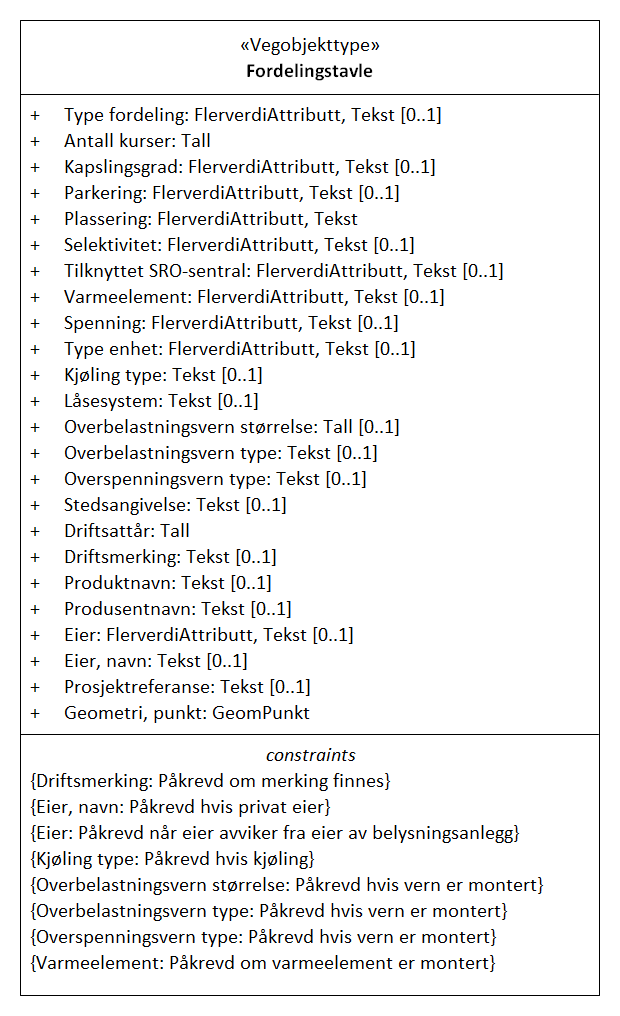 «Vegobjekttype»
Fordelingstavle
+ Type fordeling: FlerverdiAttributt, Tekst [0..1]
+ Antall kurser: Tall
+ Kapslingsgrad: FlerverdiAttributt, Tekst [0..1]
+ Parkering: FlerverdiAttributt, Tekst [0..1]
+ Plassering: FlerverdiAttributt, Tekst
+ Selektivitet: FlerverdiAttributt, Tekst [0..1]
+ Tilknyttet SRO-sentral: FlerverdiAttributt, Tekst [0..1]
+ Varmeelement: FlerverdiAttributt, Tekst [0..1]
+ Spenning: FlerverdiAttributt, Tekst [0..1]
+ Type enhet: FlerverdiAttributt, Tekst [0..1]
+ Kjøling type: Tekst [0..1]
+ Låsesystem: Tekst [0..1]
+ Overbelastningsvern størrelse: Tall [0..1]
+ Overbelastningsvern type: Tekst [0..1]
+ Overspenningsvern type: Tekst [0..1]
+ Stedsangivelse: Tekst [0..1]
+ Driftsattår: Tall
+ Driftsmerking: Tekst [0..1]
+ Produktnavn: Tekst [0..1]
+ Produsentnavn: Tekst [0..1]
+ Eier: FlerverdiAttributt, Tekst [0..1]
+ Eier, navn: Tekst [0..1]
+ Prosjektreferanse: Tekst [0..1]
+ Geometri, punkt: GeomPunkt
constraints
{Driftsmerking: Påkrevd om merking finnes}
{Eier, navn: Påkrevd hvis privat eier}
{Eier: Påkrevd når eier avviker fra eier av belysningsanlegg}
{Kjøling type: Påkrevd hvis kjøling}
{Overbelastningsvern størrelse: Påkrevd hvis vern er montert}
{Overbelastningsvern type: Påkrevd hvis vern er montert}
{Overspenningsvern type: Påkrevd hvis vern er montert}
{Varmeelement: Påkrevd om varmeelement er montert}